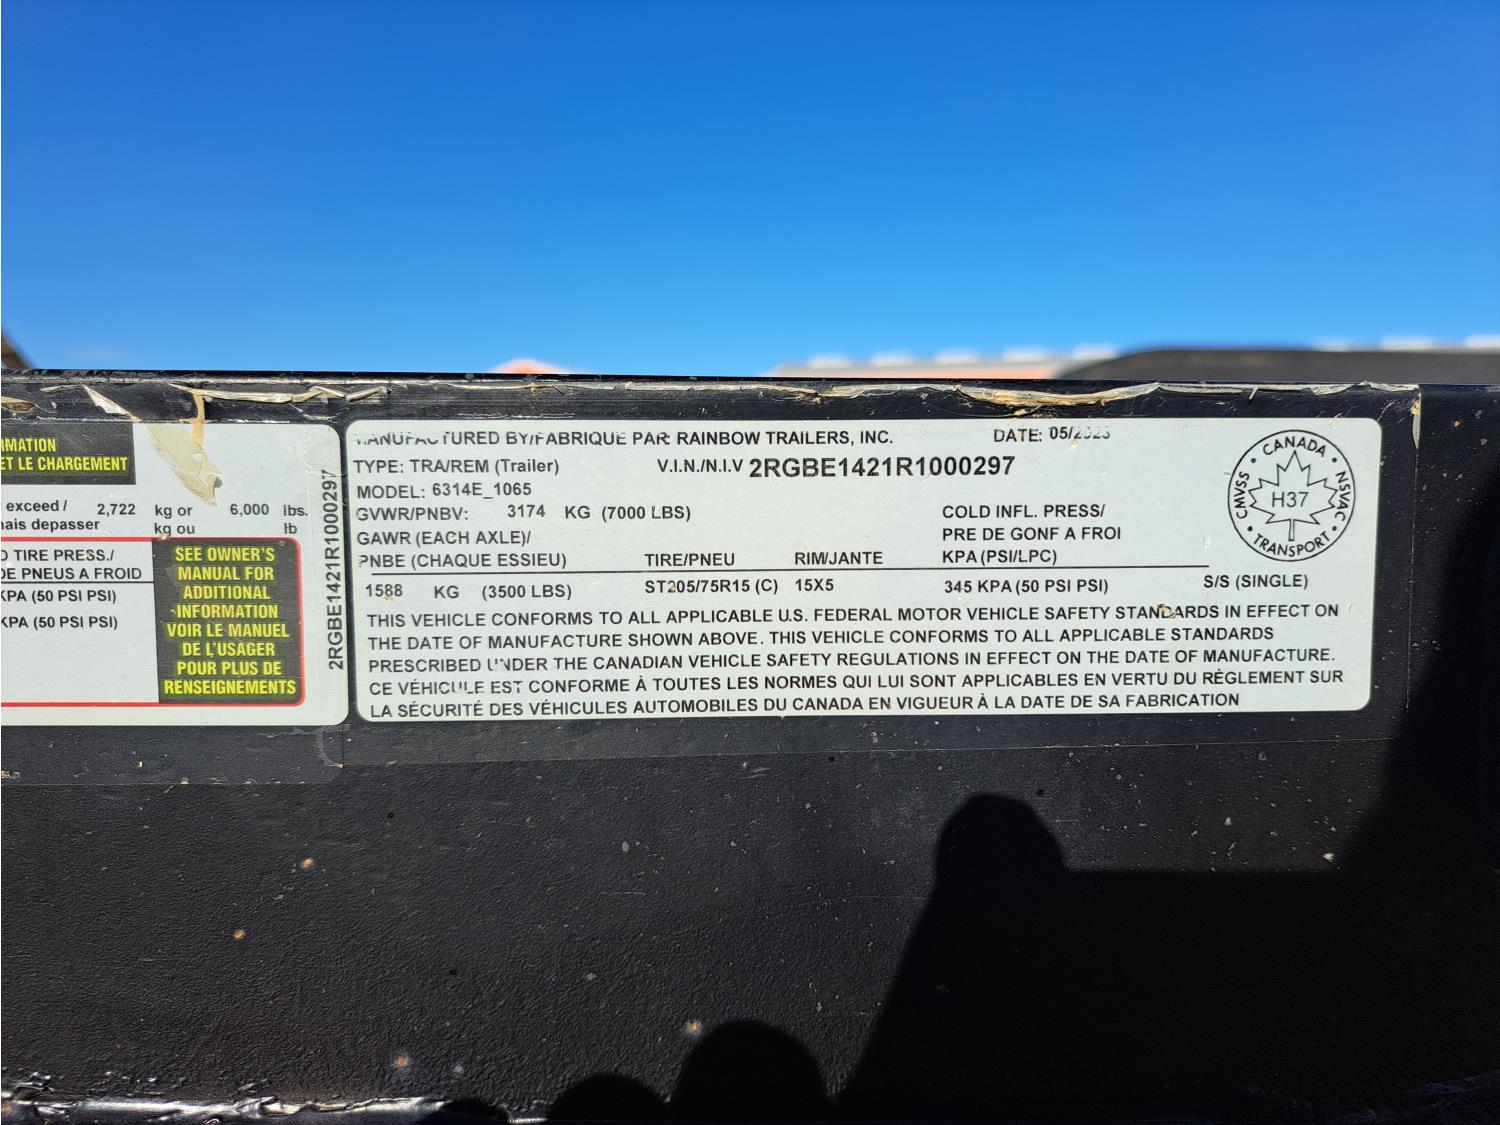 RMATION
ET LE CHARGEMENT
exceed / 2,722 kg or 6,000 lbs.
nais depasser kg ou lb
D TIRE PRESS./
DE PNEUS A FROID
KPA (50 PSI PSI)
KPA (50 PSI PSI)
SEE OWNER'S
MANUAL FOR
ADDITIONAL
INFORMATION
VOIR LE MANUEL
DE L'USAGER
POUR PLUS DE
RENSEIGNEMENTS
2RGBE1421R1000297
MANUFACTURED BY/FABRIQUE PAR RAINBOW TRAILERS, INC. DATE: 05/2023
TYPE: TRA/REM (Trailer) V.I.N./N.I.V 2RGBE1421R1000297
MODEL: 6314E_1065
GVWR/PNBV: 3174 KG (7000 LBS) COLD INFL. PRESS/
GAWR (EACH AXLE)/ PRE DE GONF A FROI
PNBE (CHAQUE ESSIEU) TIRE/PNEU RIM/JANTE KPA (PSI/LPC)
1588 KG (3500 LBS) ST205/75R15 (C) 15X5 345 KPA (50 PSI PSI) S/S (SINGLE)
THIS VEHICLE CONFORMS TO ALL APPLICABLE U.S. FEDERAL MOTOR VEHICLE SAFETY STANDARDS IN EFFECT ON
THE DATE OF MANUFACTURE SHOWN ABOVE. THIS VEHICLE CONFORMS TO ALL APPLICABLE STANDARDS
PRESCRIBED UNDER THE CANADIAN VEHICLE SAFETY REGULATIONS IN EFFECT ON THE DATE OF MANUFACTURE.
CE VÉHICULE EST CONFORME À TOUTES LES NORMES QUI LUI SONT APPLICABLES EN VERTU DU RÈGLEMENT SUR
LA SÉCURITÉ DES VÉHICULES AUTOMOBILES DU CANADA EN VIGUEUR À LA DATE DE SA FABRICATION
CANADA
CMVSS H37 NSVAC
TRANSPORT